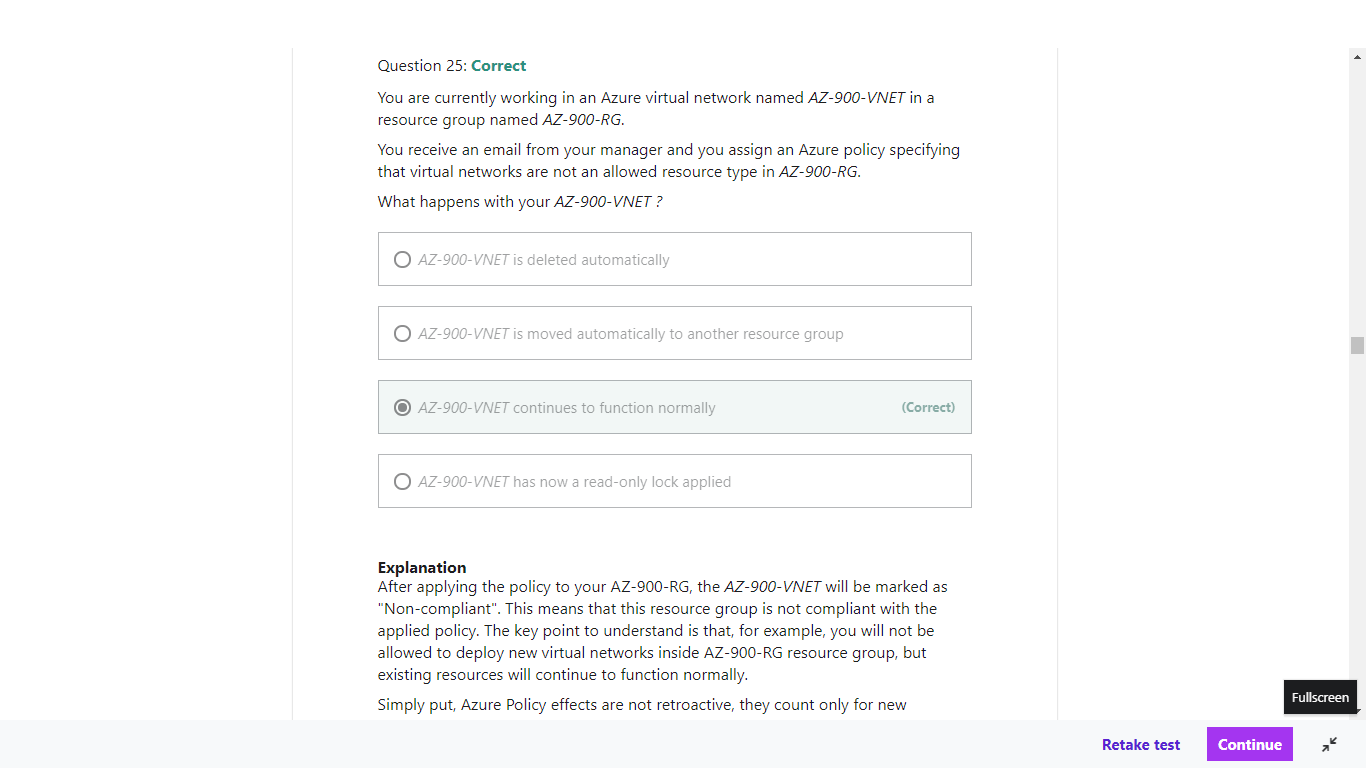 Question 25: Correct
You are currently working in an Azure virtual network named AZ-900-VNET in a
resource group named AZ-900-RG.
You receive an email from your manager and you assign an Azure policy specifying
that virtual networks are not an allowed resource type in AZ-900-RG.
What happens with your AZ-900-VNET ?
AZ-900-VNET is deleted automatically
AZ-900-VNET is moved automatically to another resource group
AZ-900-VNET continues to function normally (Correct)
AZ-900-VNET has now a read-only lock applied
Explanation
After applying the policy to your AZ-900-RG, the AZ-900-VNET will be marked as
"Non-compliant". This means that this resource group is not compliant with the
applied policy. The key point to understand is that, for example, you will not be
allowed to deploy new virtual networks inside AZ-900-RG resource group, but
existing resources will continue to function normally.
Simply put, Azure Policy effects are not retroactive, they count only for new
Fullscreen
Retake test Continue